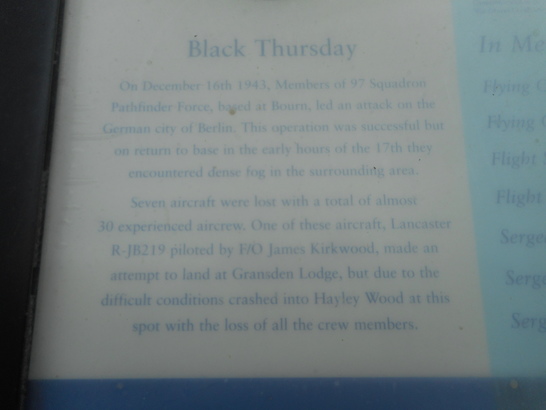 Black Thursday
On December 16th 1943, Members of 97 Squadron
Pathfinder Force, based at Bourn, led an attack on the
German city of Berlin. This operation was successful but
on return to base in the early hours of the 17th they
encountered dense fog in the surrounding area.
Seven aircraft were lost with a total of almost
30 experienced aircrew. One of these aircraft, Lancaster
R-JB219 piloted by F/O James Kirkwood, made an
attempt to land at Gransden Lodge, but due to the
difficult conditions crashed into Hayley Wood at this
spot with the loss of all the crew members.
In Me
Flying
Flying
Flight
Flight
Serge
Serge
Serg